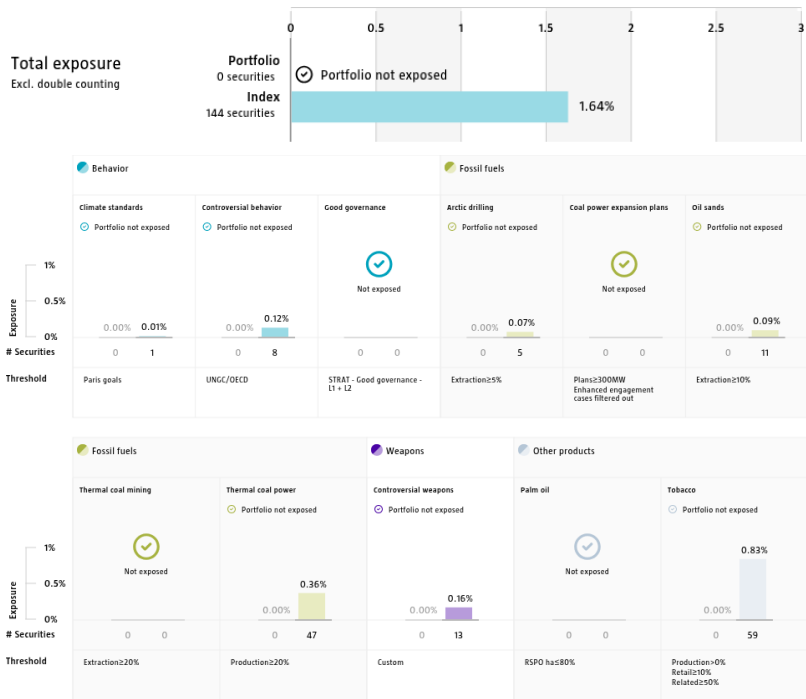 0 0.5 1 1.5 2 2.5 3
Total exposure
Excl. double counting
Portfolio
0 securities
Portfolio not exposed
Index
144 securities
1.64%
Behavior
Fossil fuels
Climate standards
Controversial behavior
Good governance
Arctic drilling
Coal power expansion plans
Oil sands
Portfolio not exposed
Portfolio not exposed
Portfolio not exposed
Portfolio not exposed
Not exposed
Not exposed
Exposure
1%
0.5%
0%
0.00% 0.01%
0.00% 0.12%
0.00% 0.07%
0.00% 0.09%
# Securities
0 1
0 8
0 0
0 5
0 0
0 11
Threshold
Paris goals
UNGC/OECD
STRAT - Good governance -
L1 + L2
Extraction≥5%
Plans≥300MW
Enhanced engagement
cases filtered out
Extraction≥10%
Fossil fuels
Weapons
Other products
Thermal coal mining
Thermal coal power
Controversial weapons
Palm oil
Tobacco
Portfolio not exposed
Portfolio not exposed
Portfolio not exposed
Not exposed
Not exposed
Exposure
1%
0.5%
0%
0.00% 0.36%
0.00% 0.16%
0.00% 0.83%
# Securities
0 0
0 47
0 13
0 0
0 59
Threshold
Extraction≥20%
Production≥20%
Custom
RSPO ha≤80%
Production>0%
Retail≥10%
Related≥50%